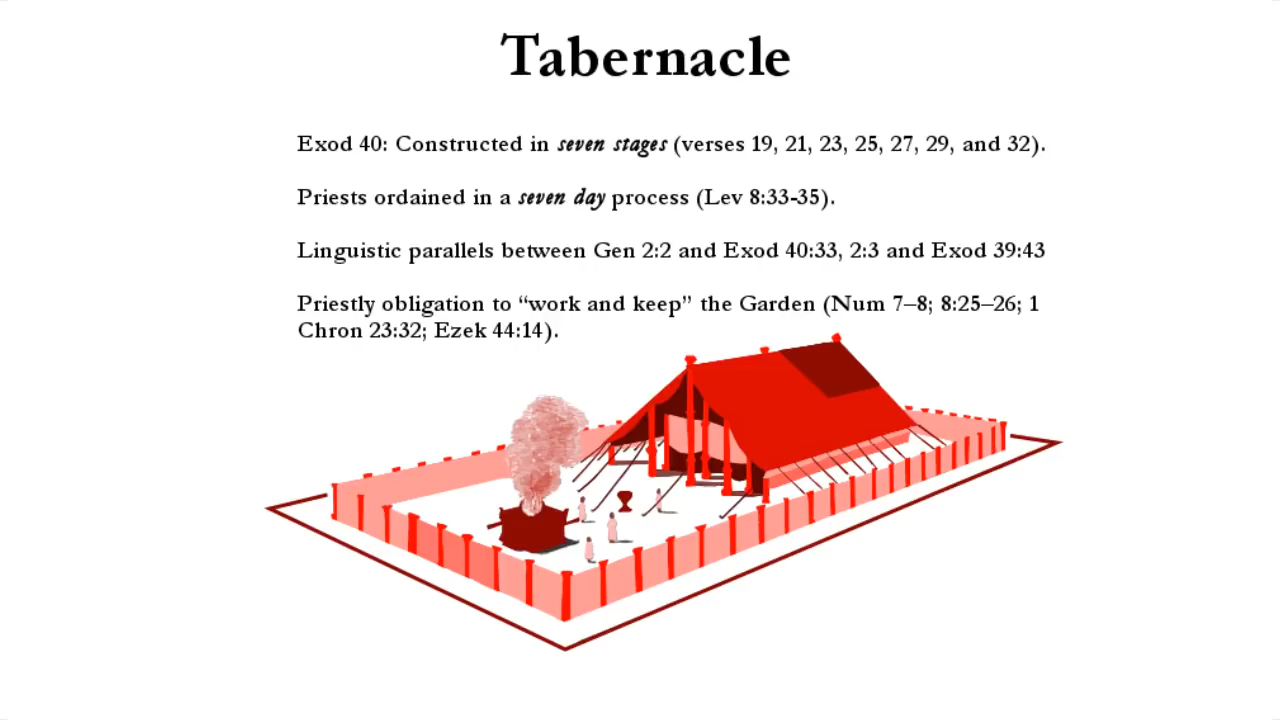 Tabernacle
Exod 40: Constructed in seven stages (verses 19, 21, 23, 25, 27, 29, and 32).
Priests ordained in a seven day process (Lev 8:33-35).
Linguistic parallels between Gen 2:2 and Exod 40:33, 2:3 and Exod 39:43
Priestly obligation to “work and keep” the Garden (Num 7–8; 8:25–26; 1
Chron 23:32; Ezek 44:14).